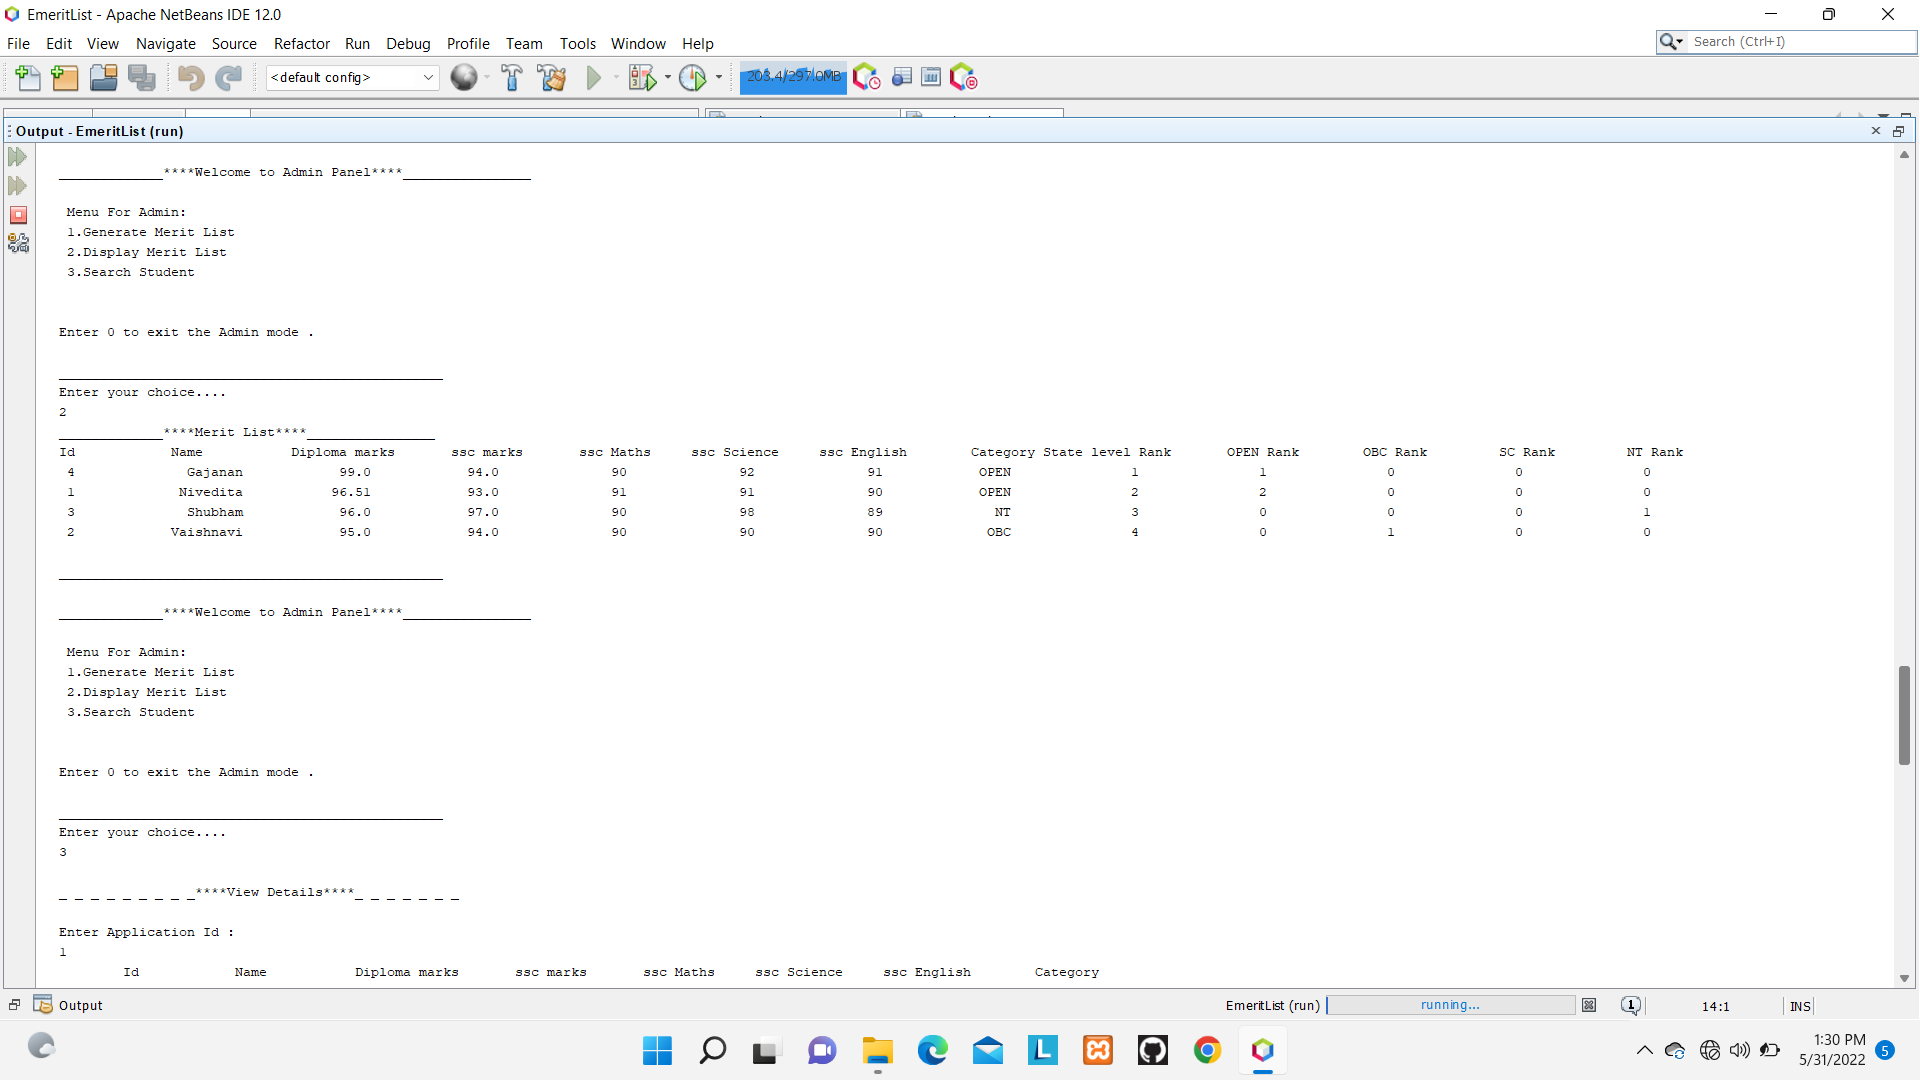 EmeritList - Apache NetBeans IDE 12.0
File Edit View Navigate Source Refactor Run Debug Profile Team Tools Window Help
Search (Ctrl+I)
<default config>
203.4/297.0MB
Output - EmeritList (run)
_____________****Welcome to Admin Panel****________________
Menu For Admin:
1.Generate Merit List
2.Display Merit List
3.Search Student
Enter 0 to exit the Admin mode .
________________________________________________
Enter your choice....
2
_____________****Merit List****________________
Id Name Diploma marks ssc marks ssc Maths ssc Science ssc English Category State level Rank OPEN Rank OBC Rank SC Rank NT Rank
4 Gajanan 99.0 94.0 90 92 91 OPEN 1 1 0 0 0
1 Nivedita 96.51 93.0 91 91 90 OPEN 2 2 0 0 0
3 Shubham 96.0 97.0 90 98 89 NT 3 0 0 0 1
2 Vaishnavi 95.0 94.0 90 90 90 OBC 4 0 1 0 0
________________________________________________
_____________****Welcome to Admin Panel****________________
Menu For Admin:
1.Generate Merit List
2.Display Merit List
3.Search Student
Enter 0 to exit the Admin mode .
________________________________________________
Enter your choice....
3
_ _ _ _ _ _ _ _ _****View Details****_ _ _ _ _ _ _
Enter Application Id :
1
Id Name Diploma marks ssc marks ssc Maths ssc Science ssc English Category
Output EmeritList (run) running... 14:1 INS
1:30 PM
5/31/2022 5